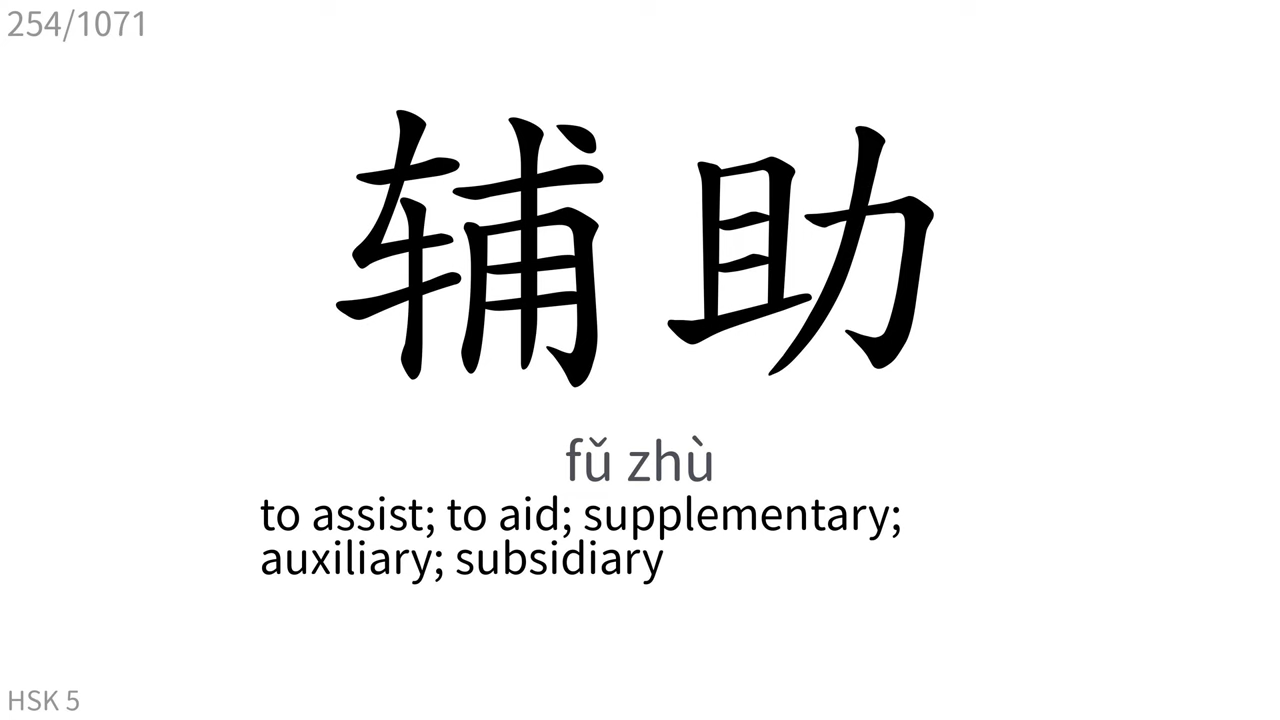 254/1071
辅助
fǔ zhù
to assist; to aid; supplementary;
auxiliary; subsidiary
HSK 5